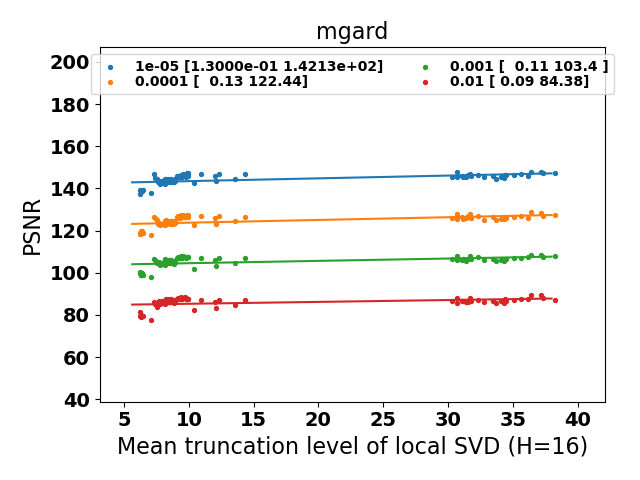 mgard
1e-05 [1.3000e-01 1.4213e+02]
0.0001 [  0.13 122.44]
0.001 [  0.11 103.4 ]
0.01 [ 0.09 84.38]
PSNR
200
180
160
140
120
100
80
60
40
5 10 15 20 25 30 35 40
Mean truncation level of local SVD (H=16)